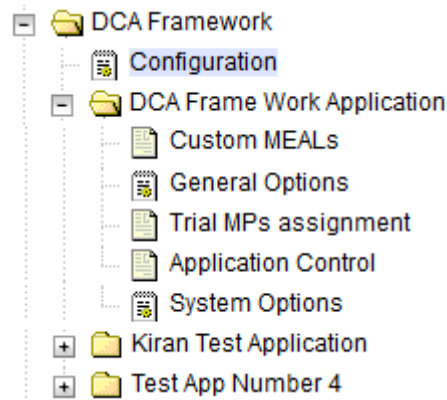 DCA Framework
Configuration
DCA Frame Work Application
Custom MEALs
General Options
Trial MPs assignment
Application Control
System Options
Kiran Test Application
Test App Number 4